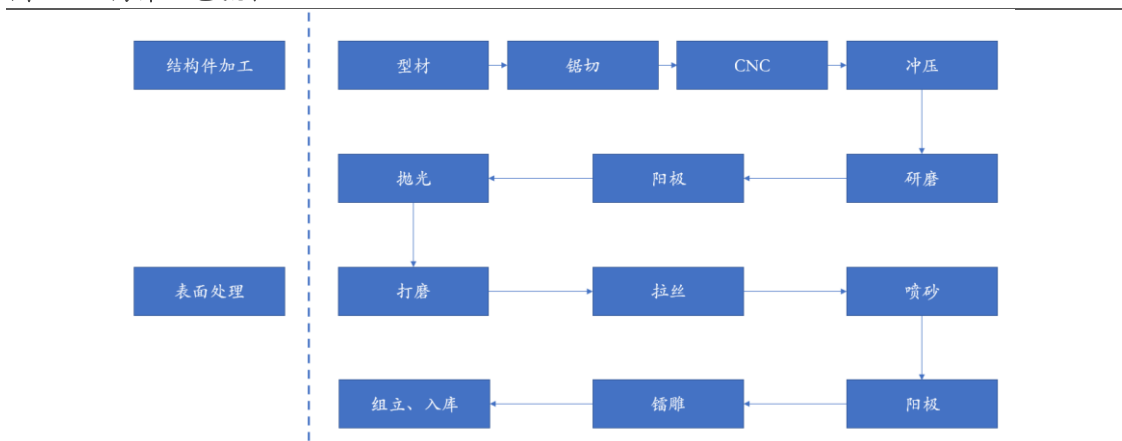 结构件加工
型材
锯切
CNC
冲压
抛光
阳极
研磨
表面处理
打磨
拉丝
喷砂
组立、入库
镭雕
阳极